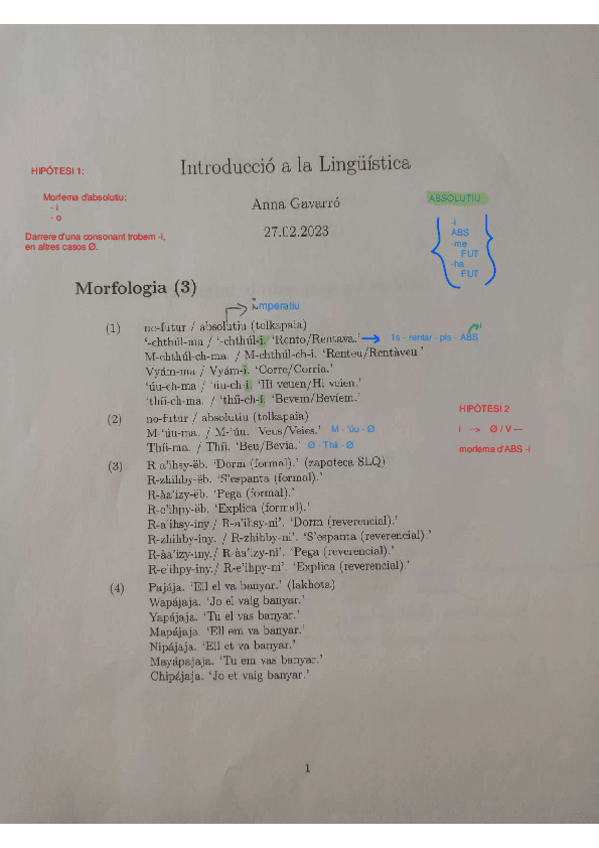 Introducció a la Lingüística
HIPÒTESI 1:
Morfema d'absolutiu:
- i
- o
Darrere d'una consonant trobem -i,
en altres casos Ø.
Anna Gavarró
27.02.2023
ABSOLUTIU
-i
ABS
-me
FUT
-ha
FUT
Morfologia (3)
imperatiu
(1) no-futur / absolutiu (tolkapaia)
'-chthúl-ma / '-chthúl-i. 'Rento/Rentava.' → 1s - rentar - pls - ABS
M-chthúl-ch-ma. / M-chthúl-ch-i. 'Renteu/Rentàveu.'
Vyám-ma / Vyám-i. 'Corre/Corria.'
'úu-ch-ma / 'úu-ch-i. 'Hi veuen/Hi veien.'
'thíi-ch-ma. / 'thíi-ch-i. 'Bevem/Bevíem.'
(2) no-futur / absolutiu (tolkapaia)
M-'úu-ma. / M-'úu. 'Veus/Veies.' M - 'úu - Ø
Thíi-ma. / Thíi. 'Beu/Bevia.' Ø - Thíi - Ø
HIPÒTESI 2
i --> Ø / V —
morfema d'ABS -i
(3) R-a'ihsy-ëb. 'Dorm (formal).' (zapoteca SLQ)
R-zhihby-ëb. 'S'espanta (formal).'
R-àa'izy-ëb. 'Pega (formal).'
R-e'ihpy-ëb. 'Explica (formal).'
R-a'ihsy-iny / R-a'ihsy-ni'. 'Dorm (reverencial).'
R-zhihby-iny. / R-zhihby-ni'. 'S'espanta (reverencial).'
R-àa'izy-iny. / R-àa'izy-ni'. 'Pega (reverencial).'
R-e'ihpy-iny. / R-e'ihpy-ni'. 'Explica (reverencial).'
(4) Pajája. 'Ell el va banyar.' (lakhota)
Wapájaja. 'Jo el vaig banyar.'
Yapájaja. 'Tu el vas banyar.'
Mapájaja. 'Ell em va banyar.'
Nipájaja. 'Ell et va banyar.'
Mayápajaja. 'Tu em vas banyar.'
Chipájaja. 'Jo et vaig banyar.'
1